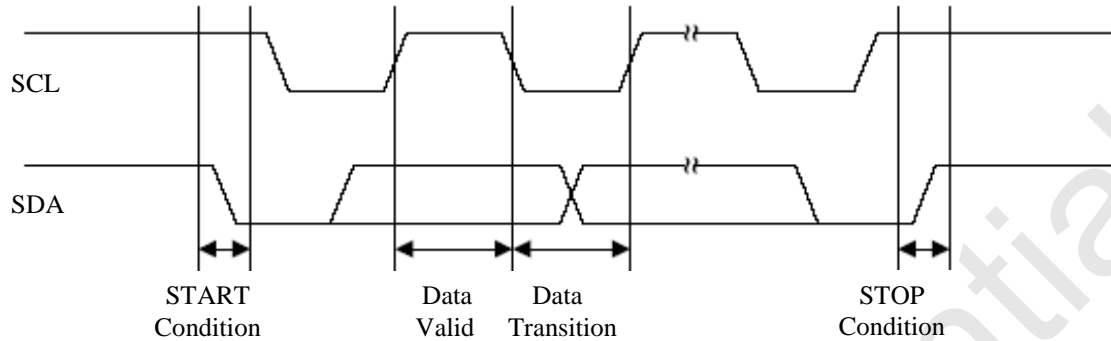 SCL
SDA
START
Condition
Data
Valid
Data
Transition
STOP
Condition